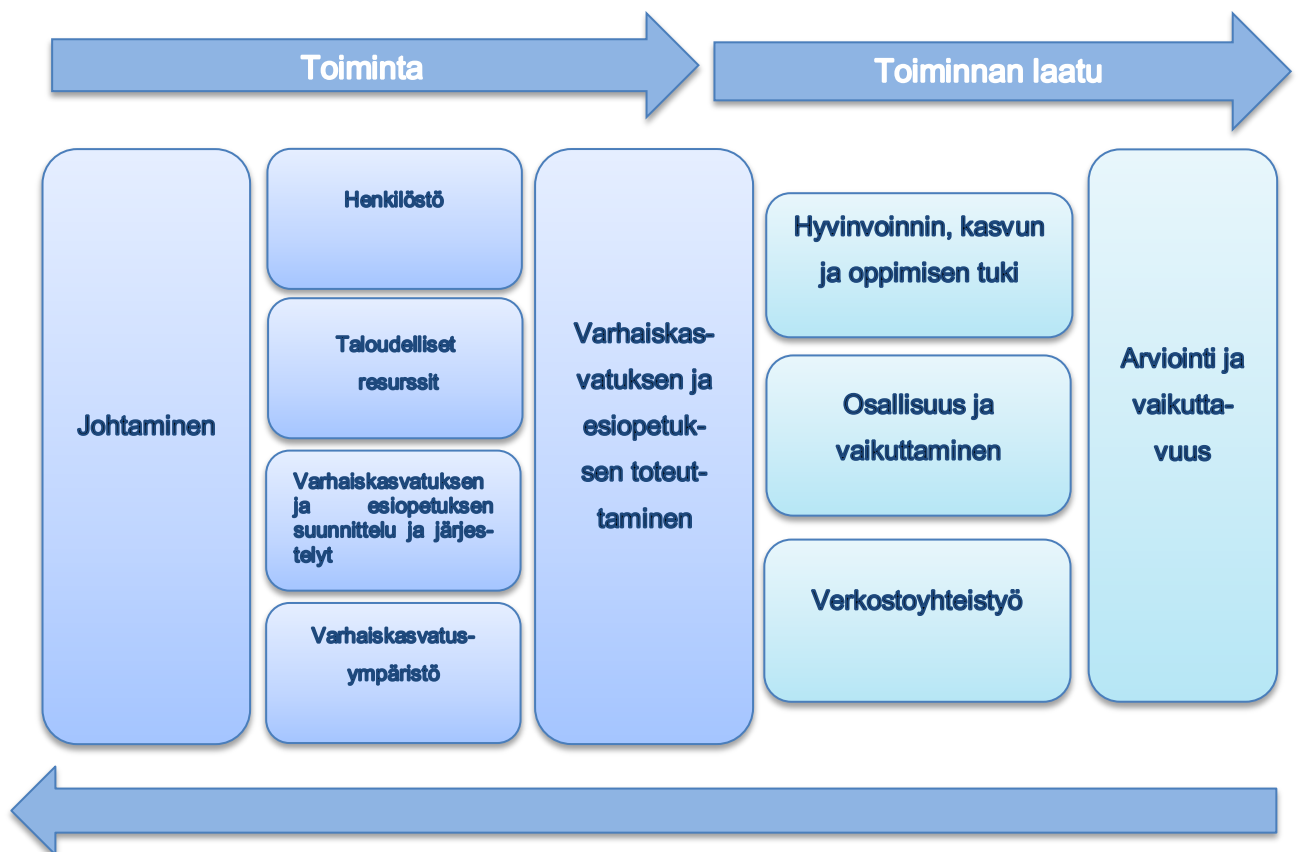 Toiminta
Toiminnan laatu
Johtaminen
Henkilöstö
Taloudelliset
resurssit
Varhaiskasvatuksen
ja esiopetuksen
suunnittelu ja järjes-
telyt
Varhaiskasvatus-
ympäristö
Varhaiskas-
vatuksen ja
esiopetuk-
sen toteut-
taminen
Hyvinvoinnin, kasvun
ja oppimisen tuki
Osallisuus ja
vaikuttaminen
Verkostoyhteistyö
Arviointi ja
vaikutta-
vuus